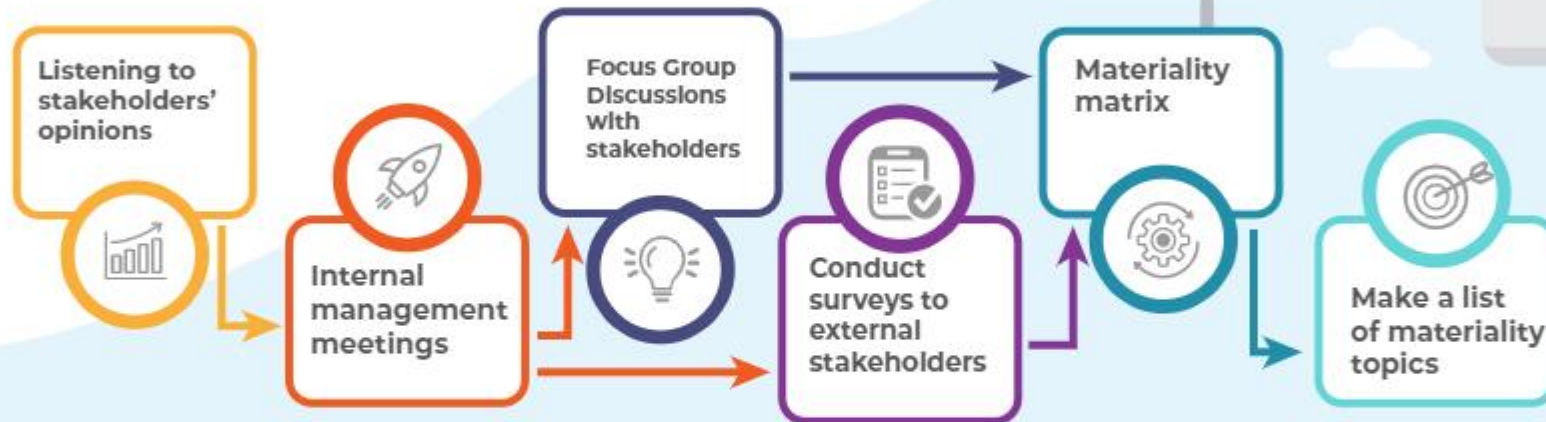 Listening to
stakeholders'
opinions
Internal
management
meetings
Focus Group
Discussions
with
stakeholders
Conduct
surveys to
external
stakeholders
Materiality
matrix
Make a list
of materiality
topics